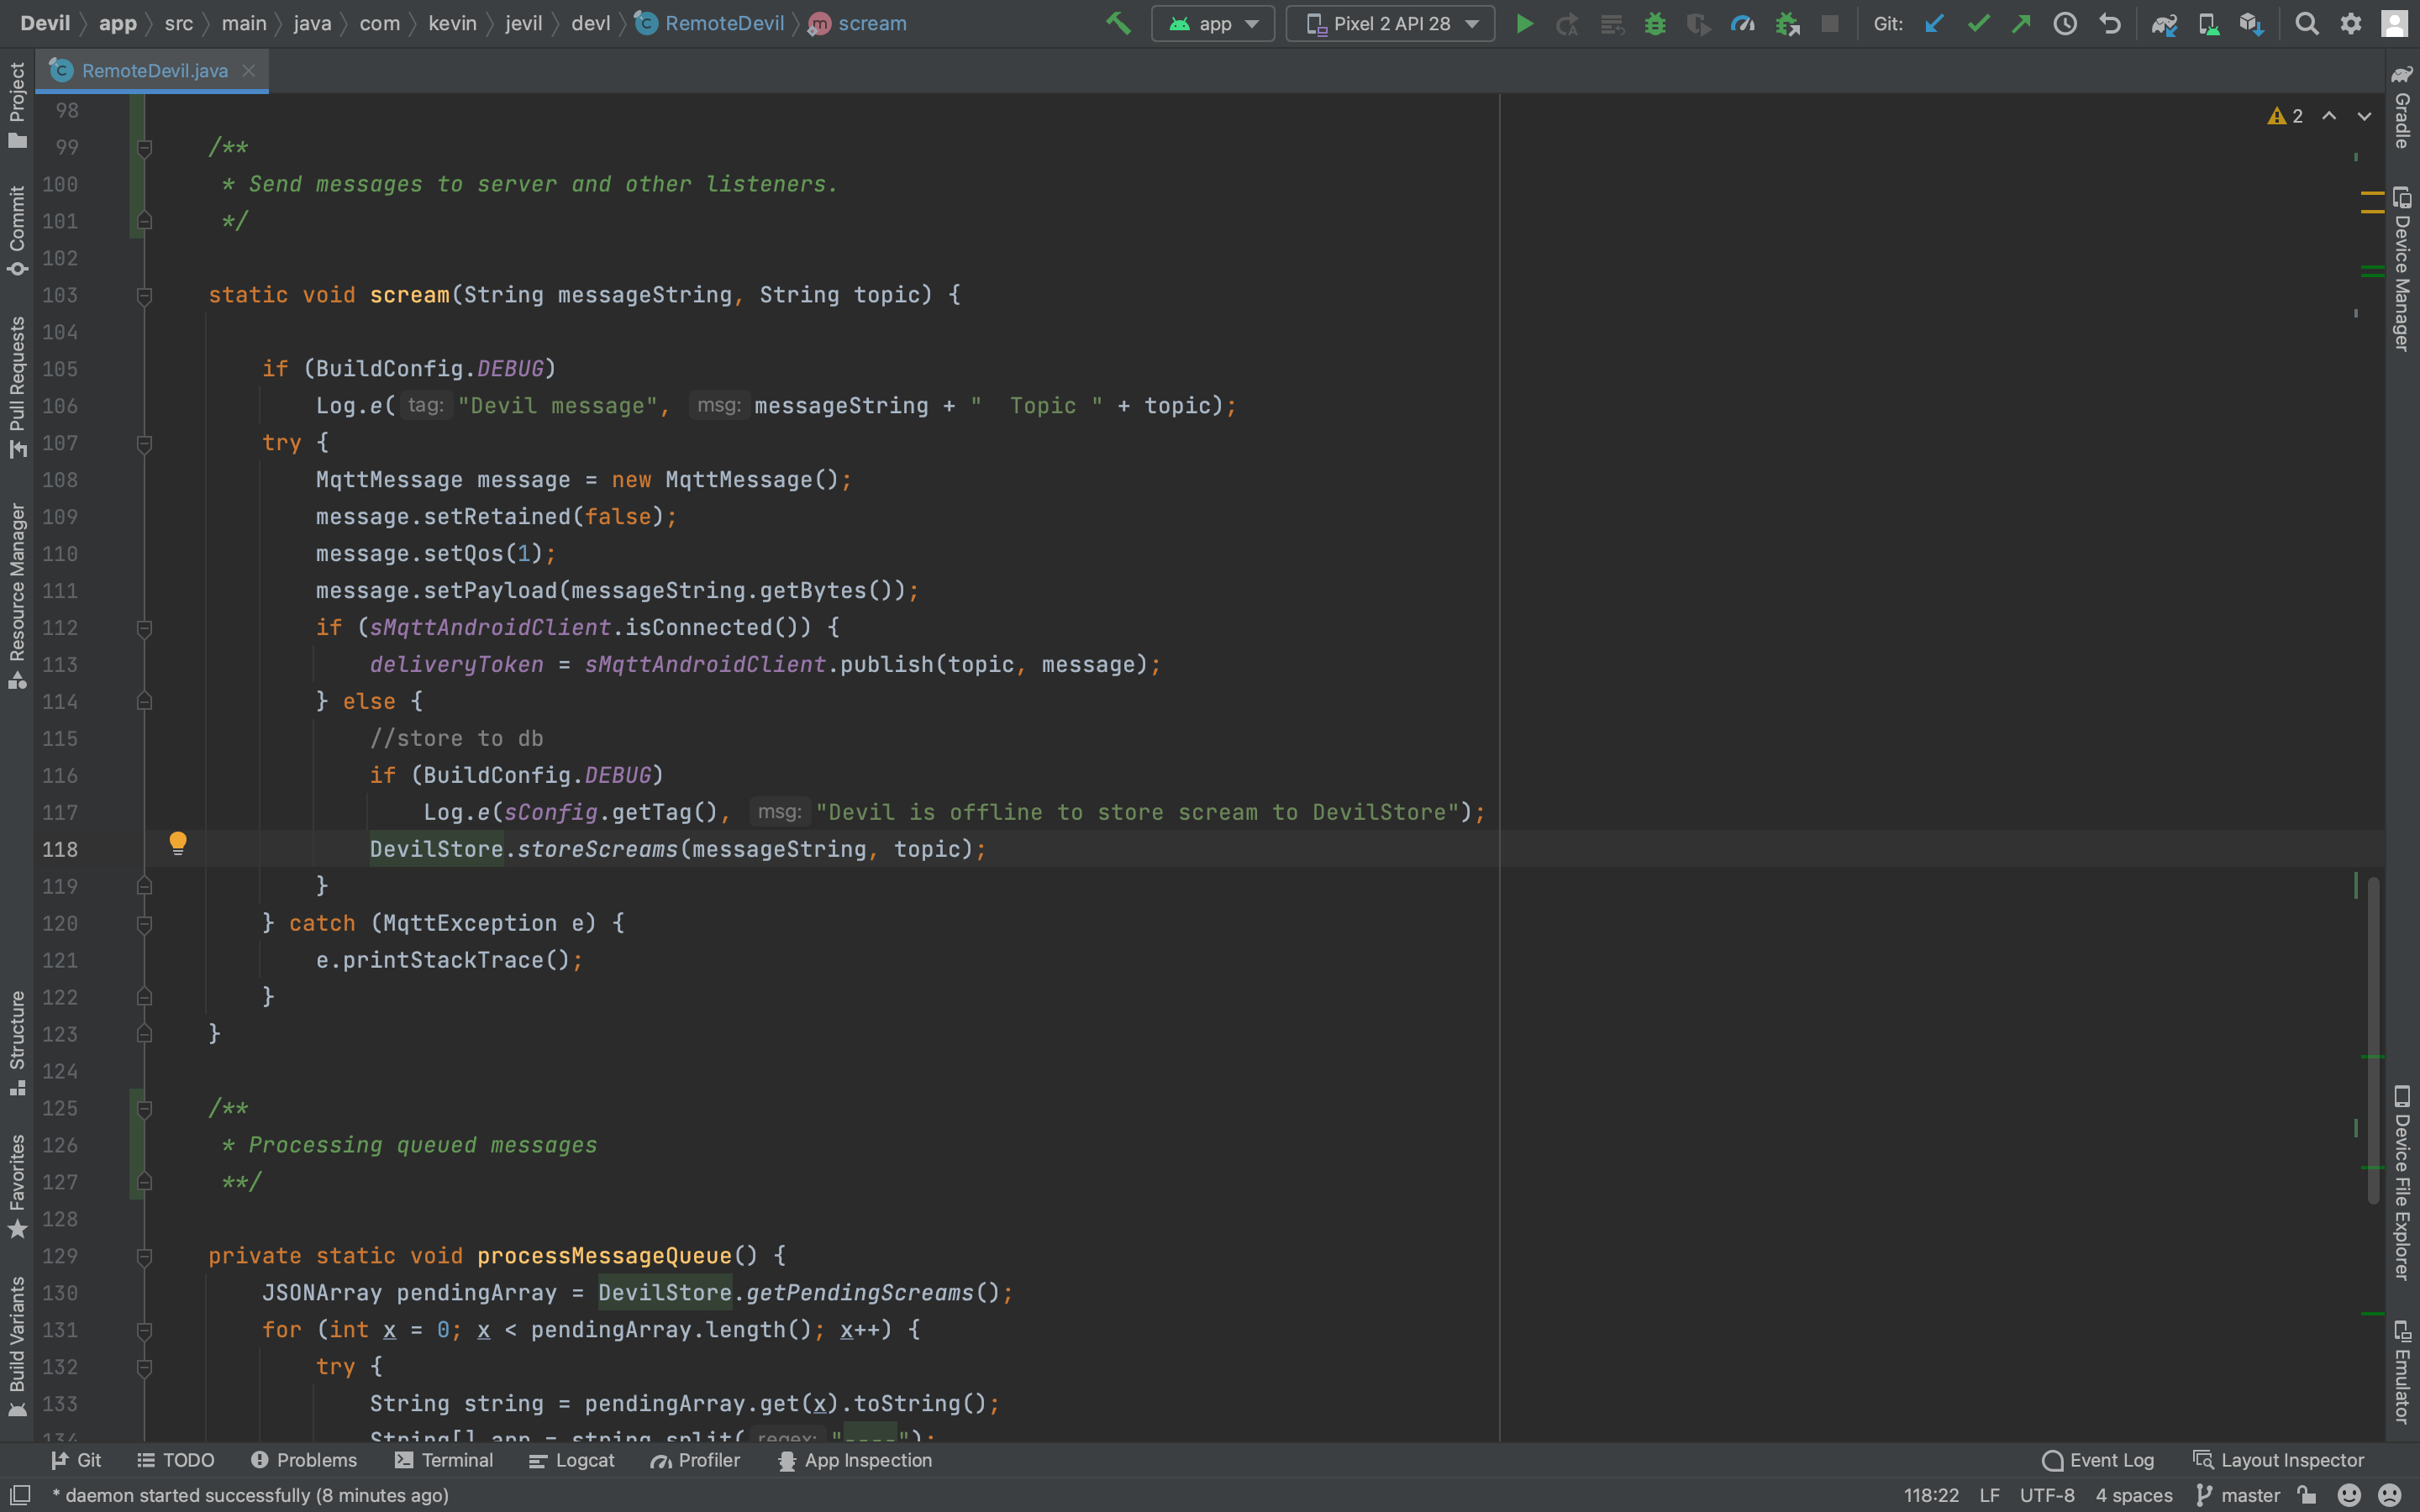 Devil app src main java com kevin jevil devl RemoteDevil scream app Pixel 2 API 28 Git:
RemoteDevil.java
2
98
99 /**
100 * Send messages to server and other listeners.
101 */
102
103 static void scream(String messageString, String topic) {
104
105 if (BuildConfig.DEBUG)
106 Log.e( tag: "Devil message", msg: messageString + "  Topic " + topic);
107 try {
108 MqttMessage message = new MqttMessage();
109 message.setRetained(false);
110 message.setQos(1);
111 message.setPayload(messageString.getBytes());
112 if (sMqttAndroidClient.isConnected()) {
113 deliveryToken = sMqttAndroidClient.publish(topic, message);
114 } else {
115 //store to db
116 if (BuildConfig.DEBUG)
117 Log.e(sConfig.getTag(), msg: "Devil is offline to store scream to DevilStore");
118 DevilStore.storeScreams(messageString, topic);
119 }
120 } catch (MqttException e) {
121 e.printStackTrace();
122 }
123 }
124
125 /**
126 * Processing queued messages
127 **/
128
129 private static void processMessageQueue() {
130 JSONArray pendingArray = DevilStore.getPendingScreams();
131 for (int x = 0; x < pendingArray.length(); x++) {
132 try {
133 String string = pendingArray.get(x).toString();
134 String[] arr = string.split( regex: "----");
Project
Commit
Pull Requests
Resource Manager
Structure
Favorites
Build Variants
Gradle
Device Manager
Device File Explorer
Emulator
Git TODO Problems Terminal Logcat Profiler App Inspection Event Log Layout Inspector
* daemon started successfully (8 minutes ago) 118:22 LF UTF-8 4 spaces master